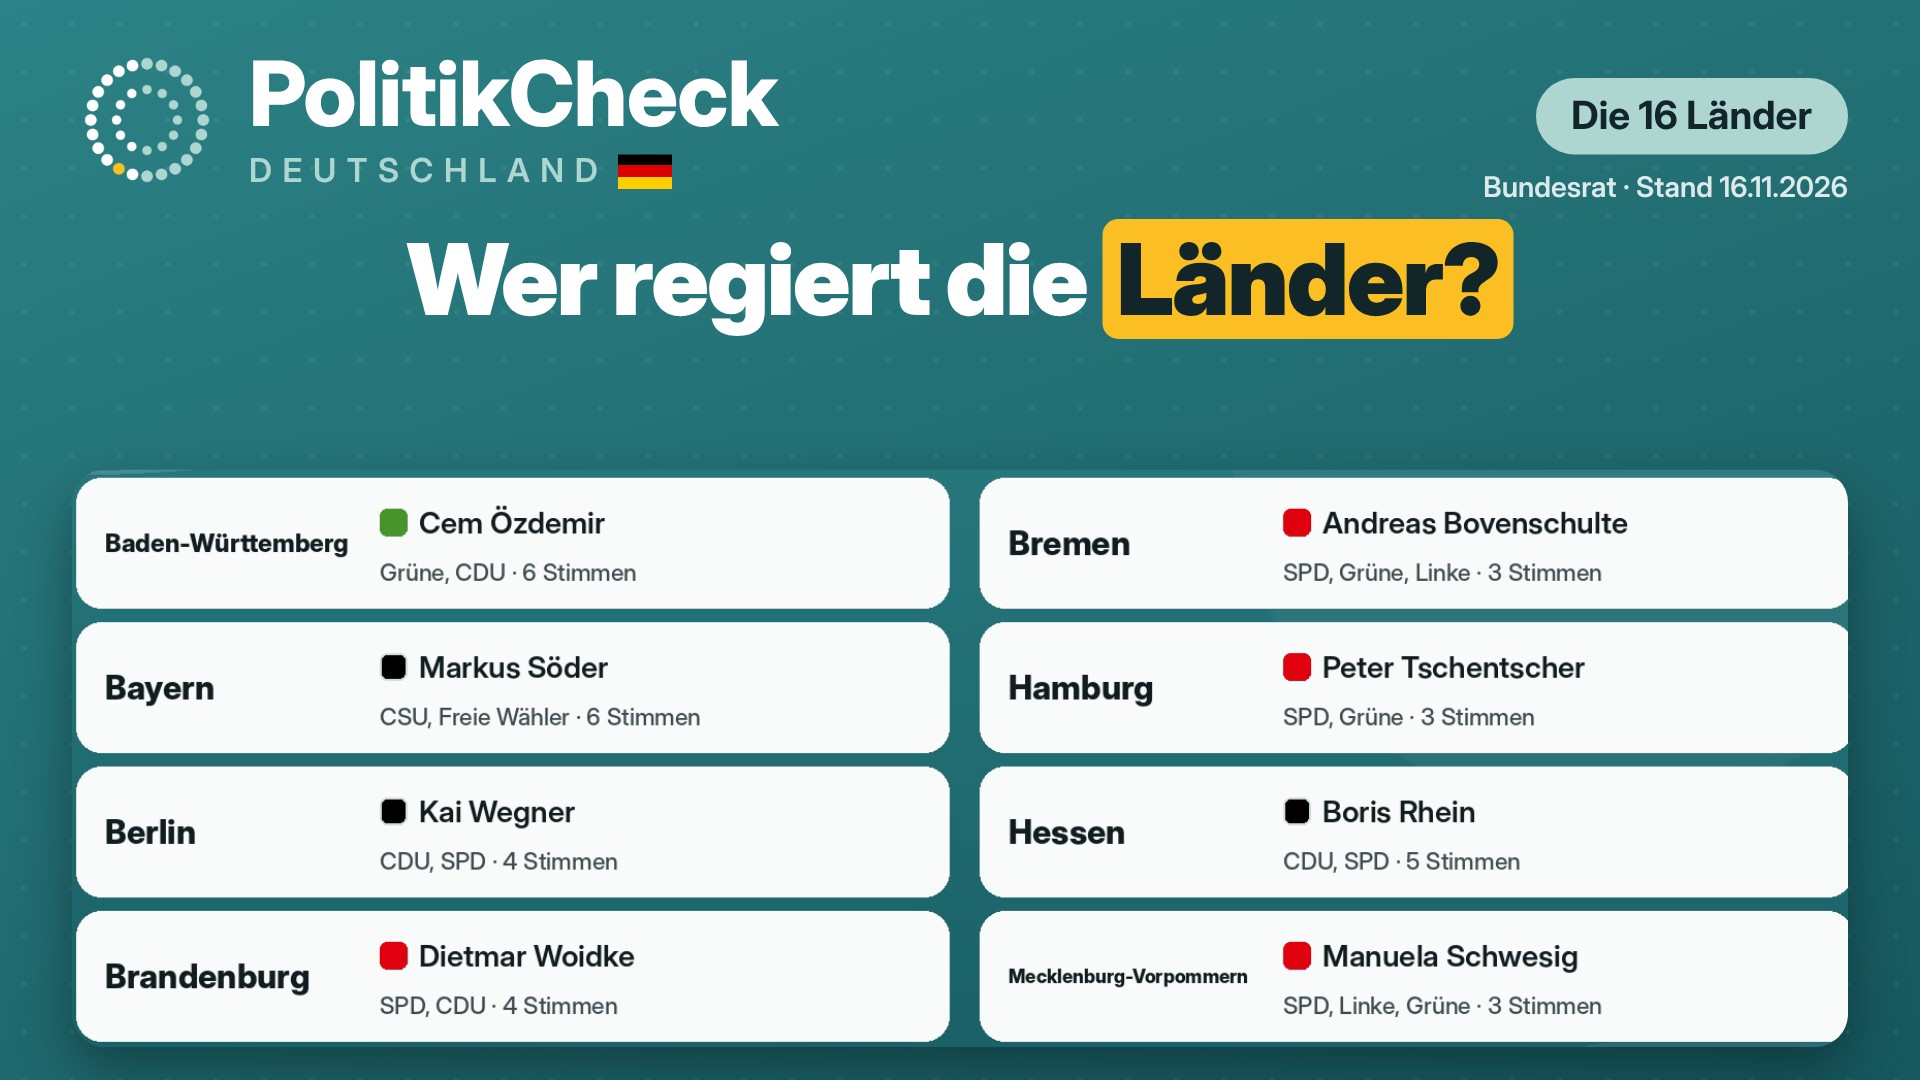 PolitikCheck
DEUTSCHLAND
Die 16 Länder
Bundesrat · Stand 16.11.2026
Wer regiert die Länder?
Baden-Württemberg
Cem Özdemir
Grüne, CDU · 6 Stimmen
Bremen
Andreas Bovenschulte
SPD, Grüne, Linke · 3 Stimmen
Bayern
Markus Söder
CSU, Freie Wähler · 6 Stimmen
Hamburg
Peter Tschentscher
SPD, Grüne · 3 Stimmen
Berlin
Kai Wegner
CDU, SPD · 4 Stimmen
Hessen
Boris Rhein
CDU, SPD · 5 Stimmen
Brandenburg
Dietmar Woidke
SPD, CDU · 4 Stimmen
Mecklenburg-Vorpommern
Manuela Schwesig
SPD, Linke, Grüne · 3 Stimmen